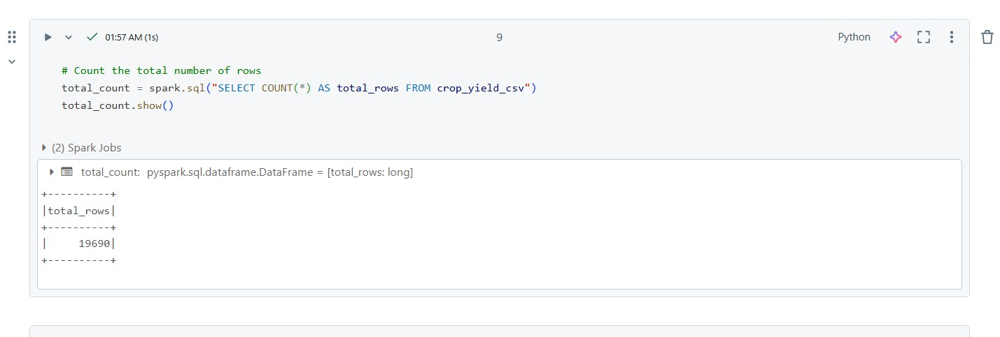 01:57 AM (1s)
9
Python
# Count the total number of rows
total_count = spark.sql("SELECT COUNT(*) AS total_rows FROM crop_yield_csv")
total_count.show()
(2) Spark Jobs
total_count: pyspark.sql.dataframe.DataFrame = [total_rows: long]
+----------+
|total_rows|
+----------+
|     19690|
+----------+